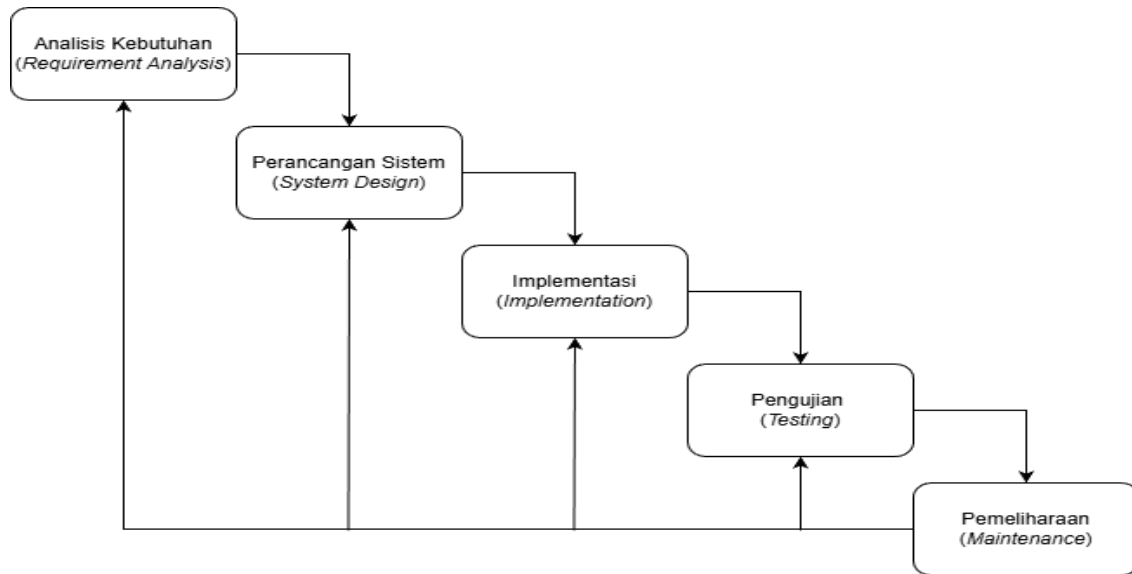 Analisis Kebutuhan
(Requirement Analysis)
Perancangan Sistem
(System Design)
Implementasi
(Implementation)
Pengujian
(Testing)
Pemeliharaan
(Maintenance)